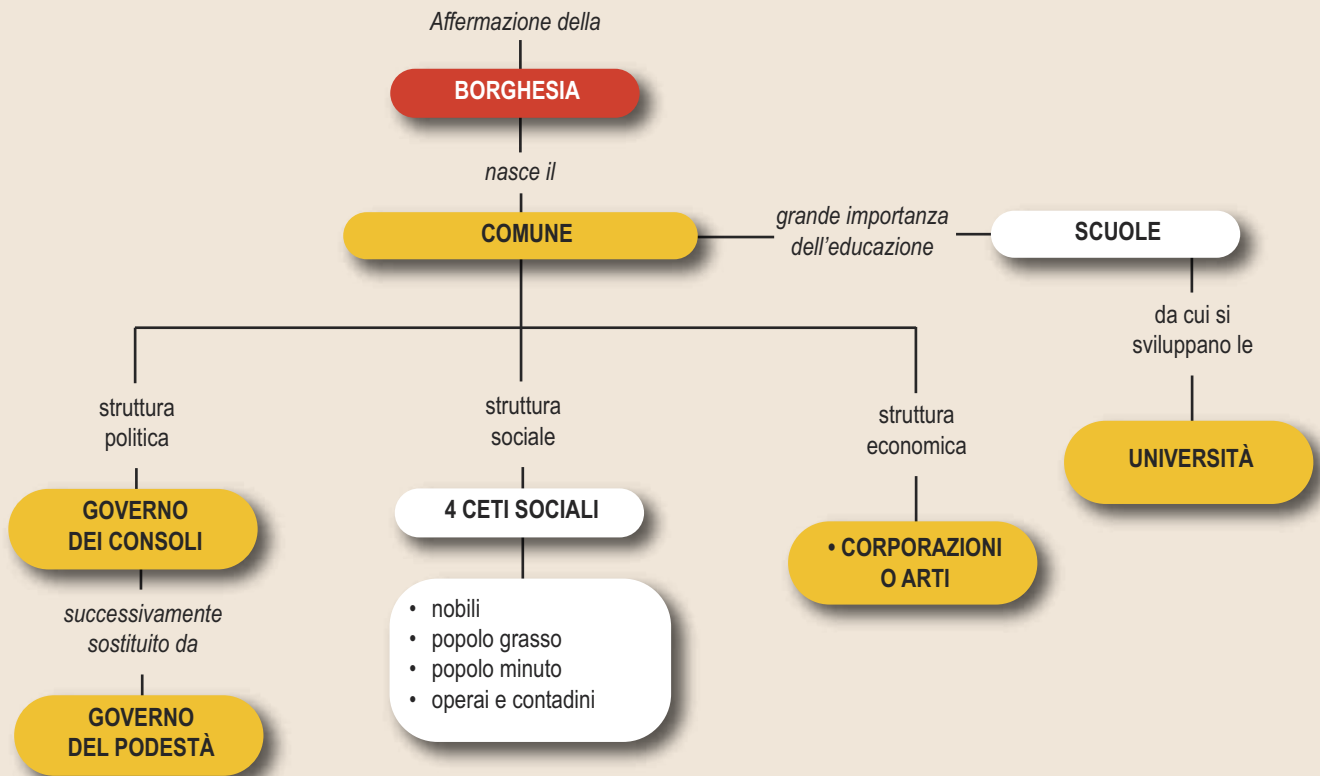 Affermazione della
BORGHESIA
nasce il
COMUNE
grande importanza
dell'educazione
SCUOLE
da cui si
sviluppano le
UNIVERSITÀ
struttura
politica
GOVERNO
DEI CONSOLI
successivamente
sostituito da
GOVERNO
DEL PODESTÀ
struttura
sociale
4 CETI SOCIALI
• nobili
• popolo grasso
• popolo minuto
• operai e contadini
struttura
economica
• CORPORAZIONI
O ARTI